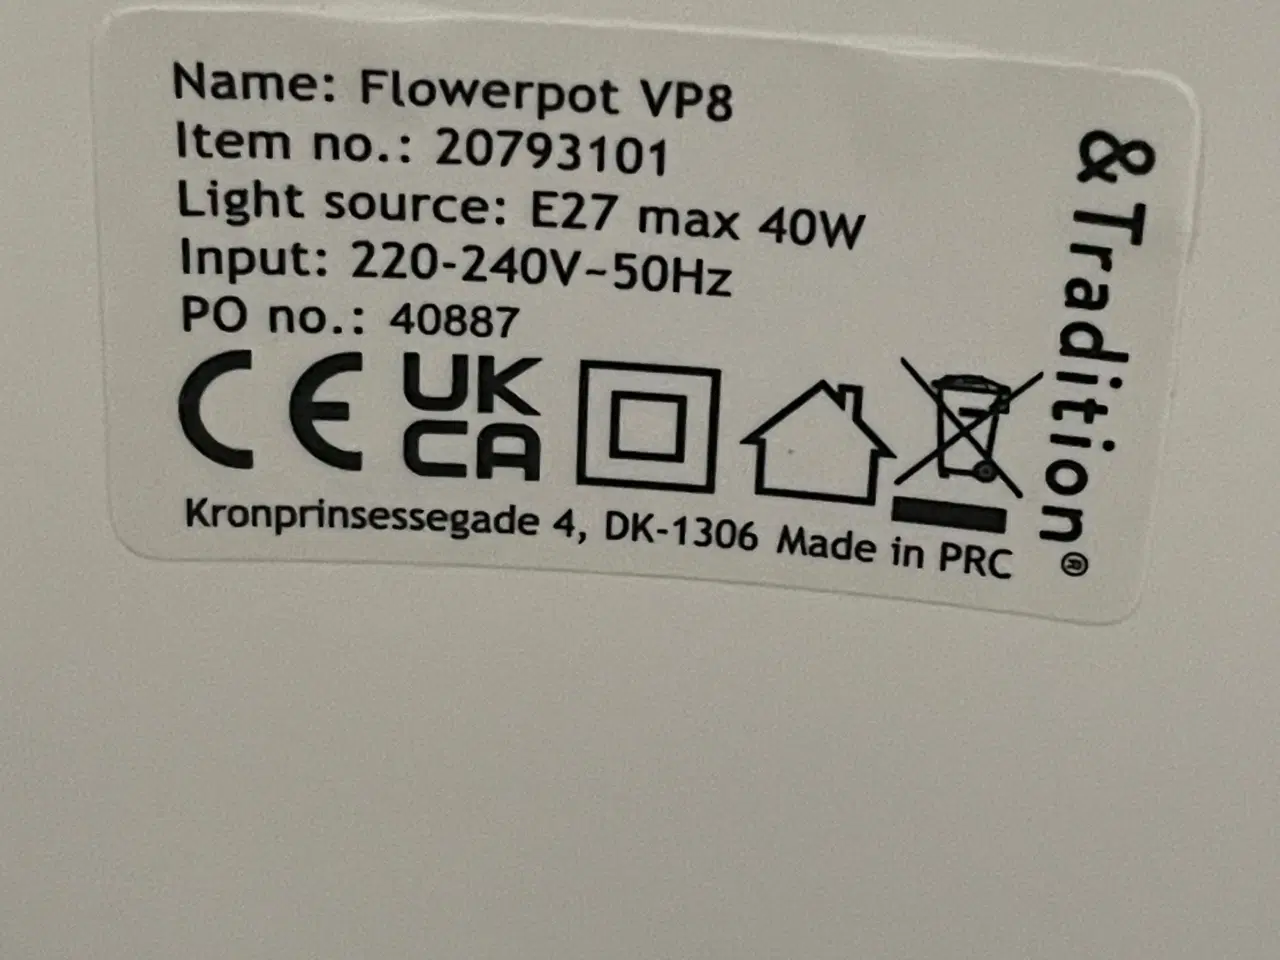 Name: Flowerpot VP8
Item no.: 20793101
Light source: E27 max 40W
Input: 220-240V~50Hz
PO no.: 40887
CE UK CA
Kronprinsessegade 4, DK-1306 Made in PRC
&Tradition®